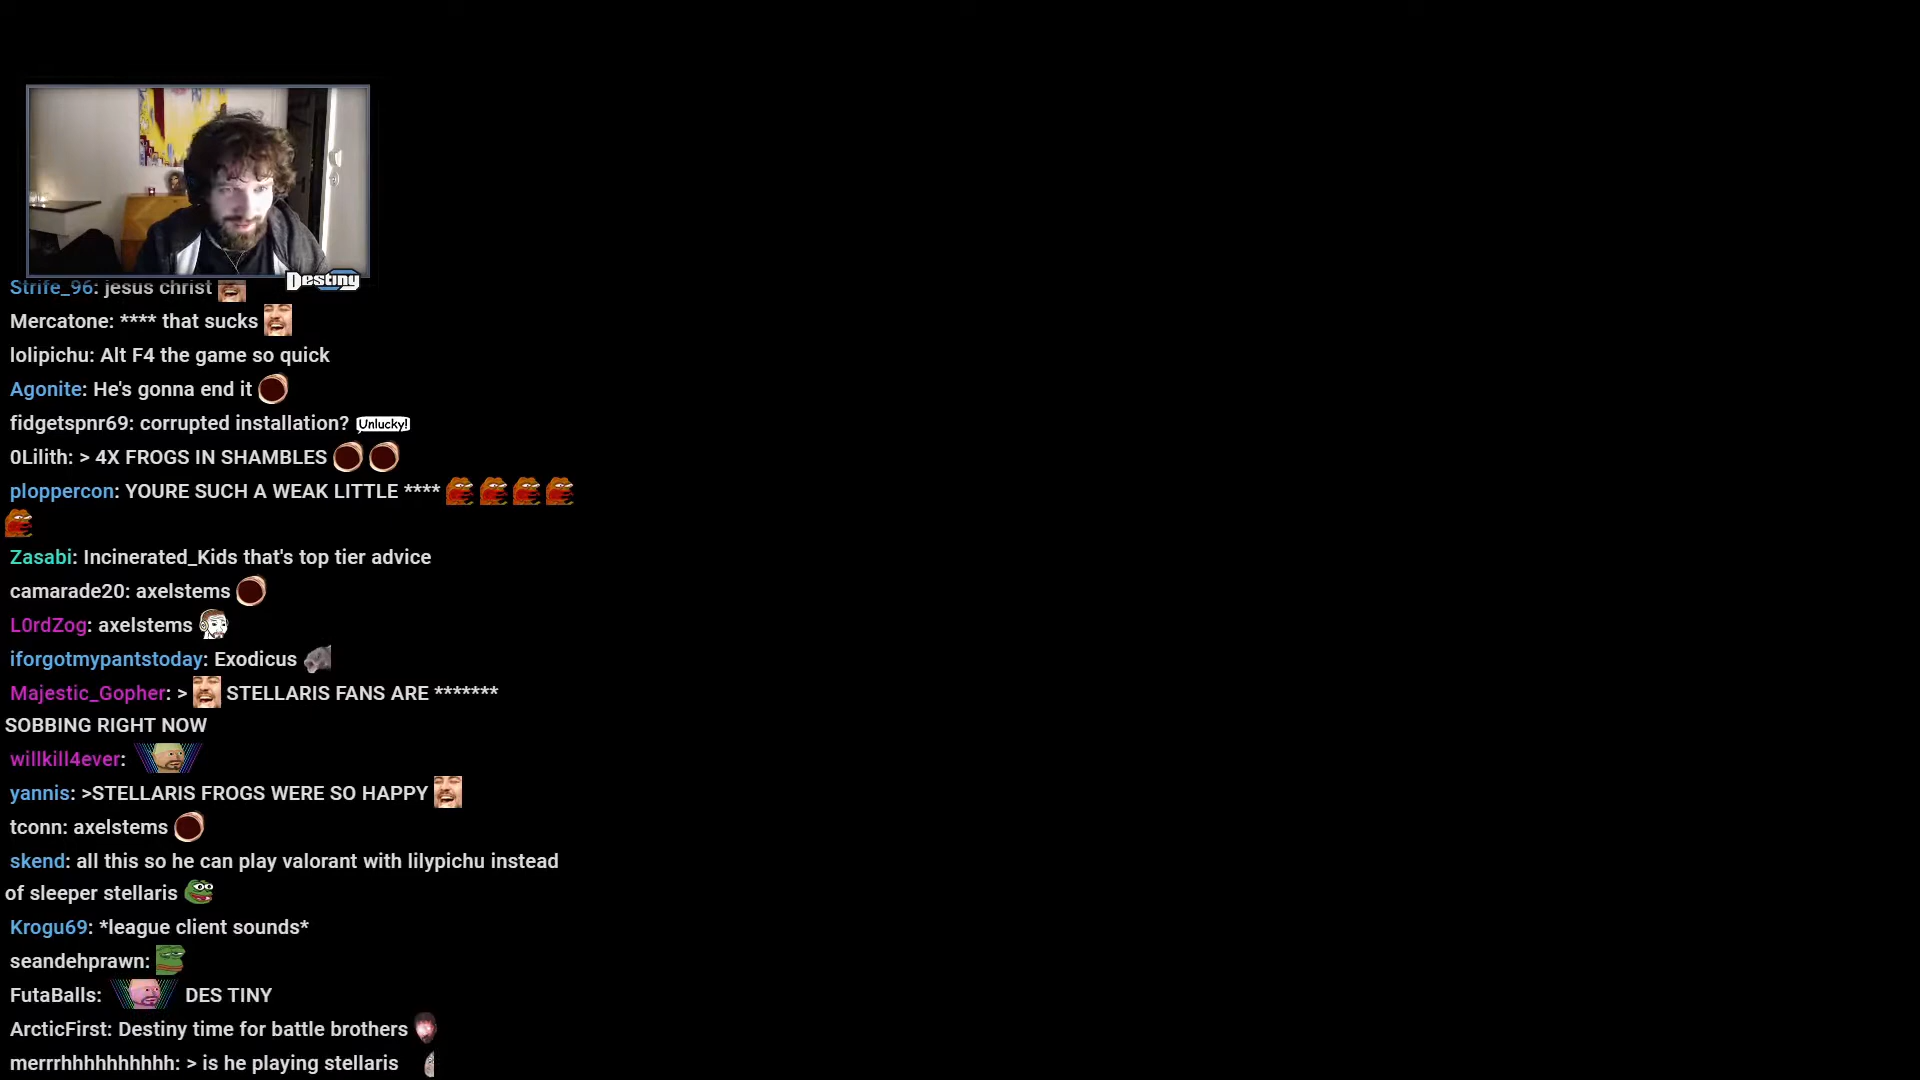 Destiny
Strife_96: jesus christ
Mercatone: **** that sucks
lolipichu: Alt F4 the game so quick
Agonite: He's gonna end it
fidgetspnr69: corrupted installation? Unlucky!
0Lilith: > 4X FROGS IN SHAMBLES
ploppercon: YOURE SUCH A WEAK LITTLE ****
Zasabi: Incinerated_Kids that's top tier advice
camarade20: axelstems
L0rdZog: axelstems
iforgotmypantstoday: Exodicus
Majestic_Gopher: > STELLARIS FANS ARE *******
SOBBING RIGHT NOW
willkill4ever:
yannis: >STELLARIS FROGS WERE SO HAPPY
tconn: axelstems
skend: all this so he can play valorant with lilypichu instead
of sleeper stellaris
Krogu69: *league client sounds*
seandehprawn:
FutaBalls: DES TINY
ArcticFirst: Destiny time for battle brothers
merrrhhhhhhhhhh: > is he playing stellaris